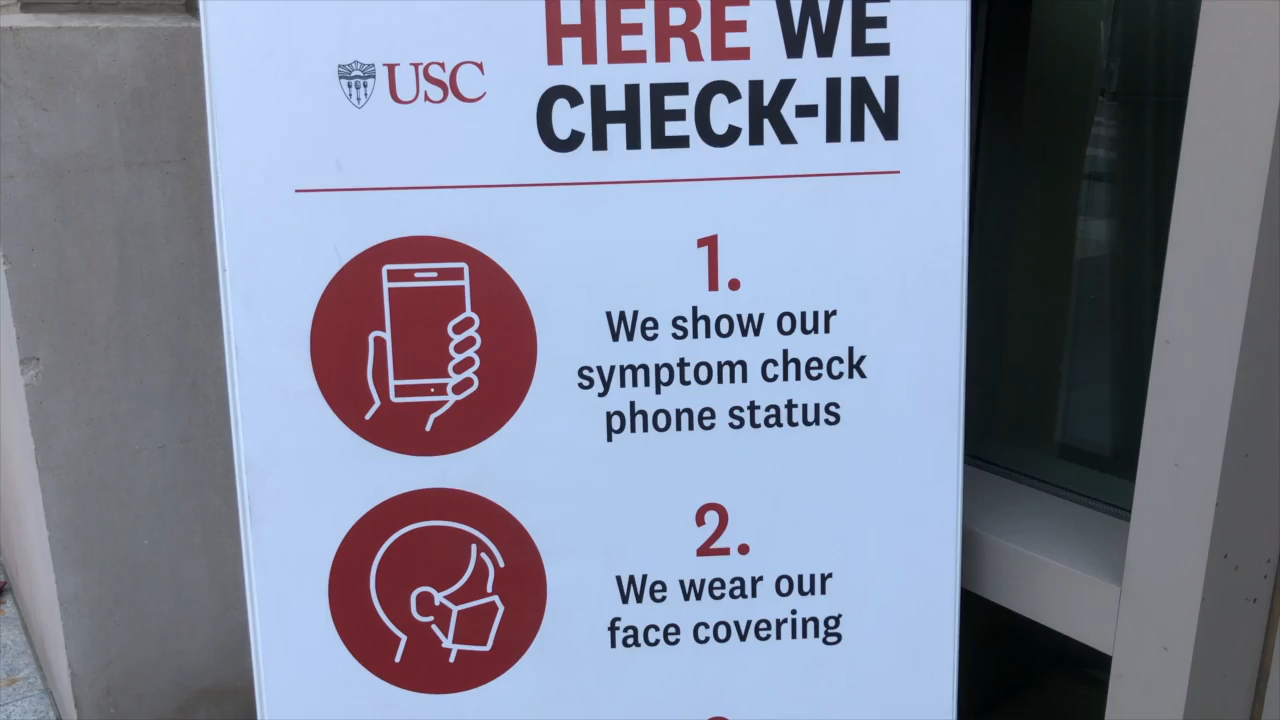 HERE WE
USC
CHECK-IN
1.
We show our
symptom check
phone status
2.
We wear our
face covering